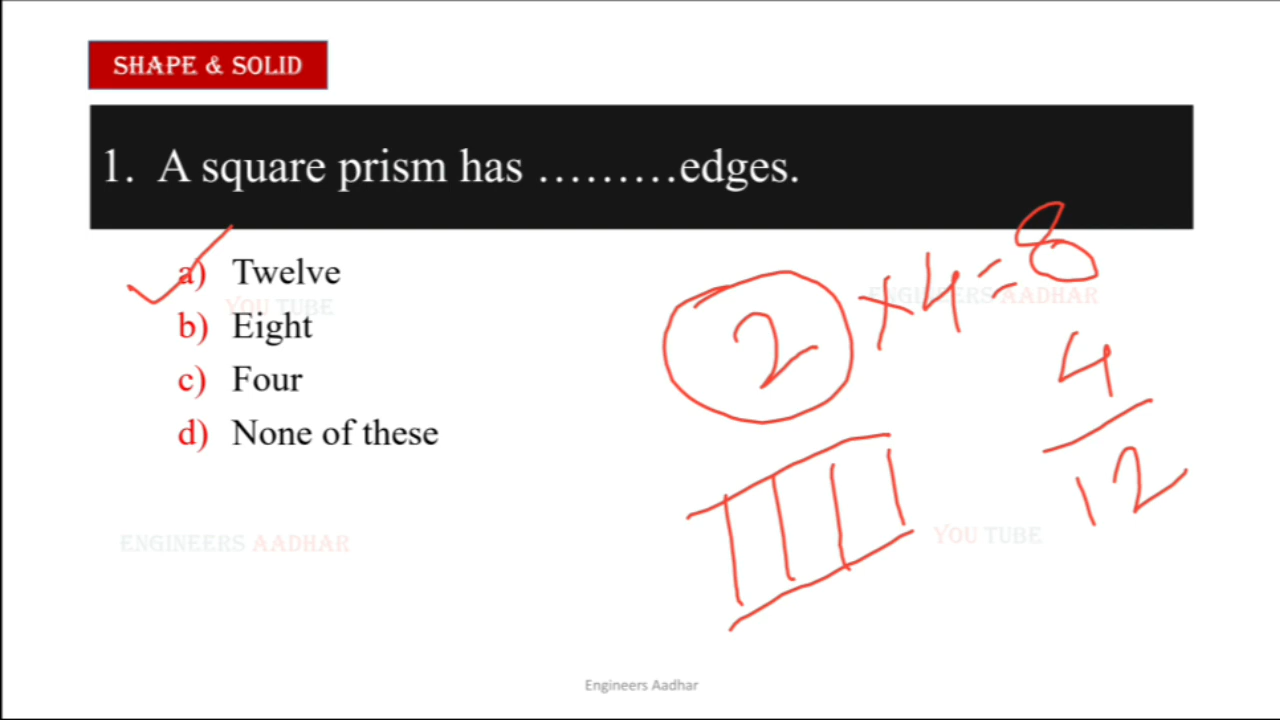 SHAPE & SOLID
1. A square prism has ………edges.
a) Twelve
YOU TUBE
b) Eight
c) Four
d) None of these
2 ×4=8
ENGINEERS AADHAR
4
12
ENGINEERS AADHAR
YOU TUBE
Engineers Aadhar